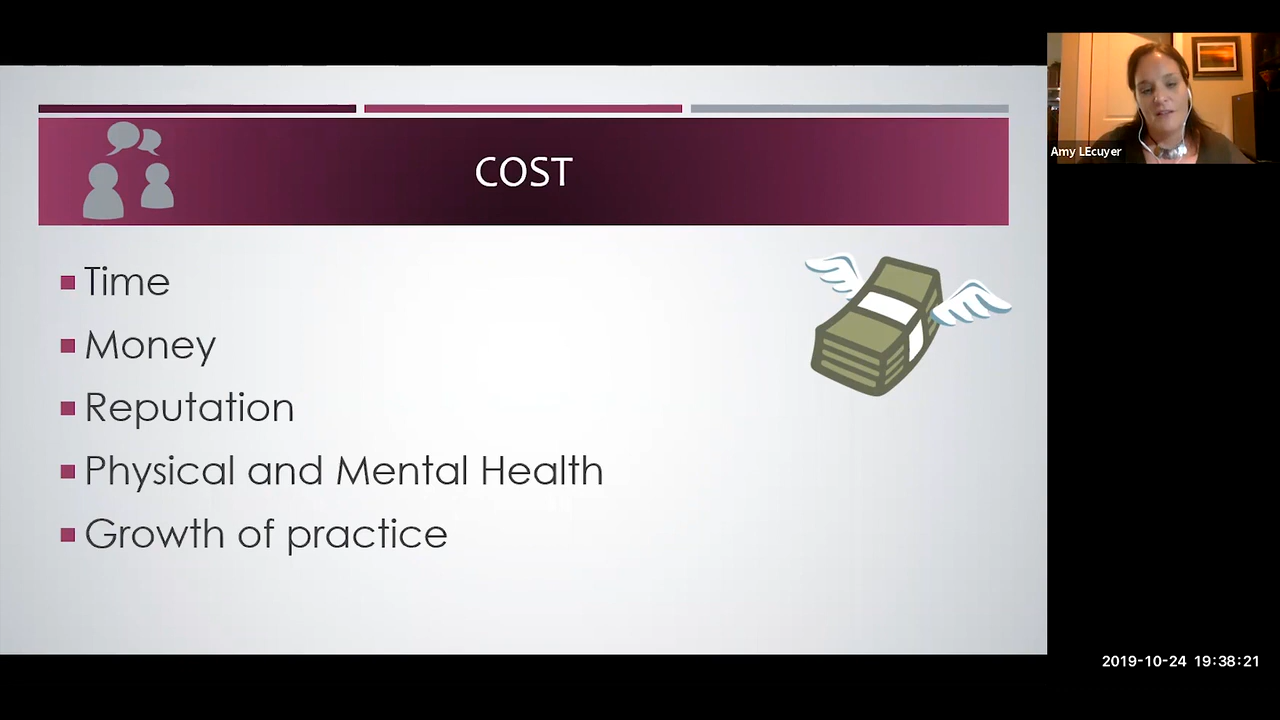 COST
Time
Money
Reputation
Physical and Mental Health
Growth of practice
Amy LEcuyer
2019-10-24 19:38:21